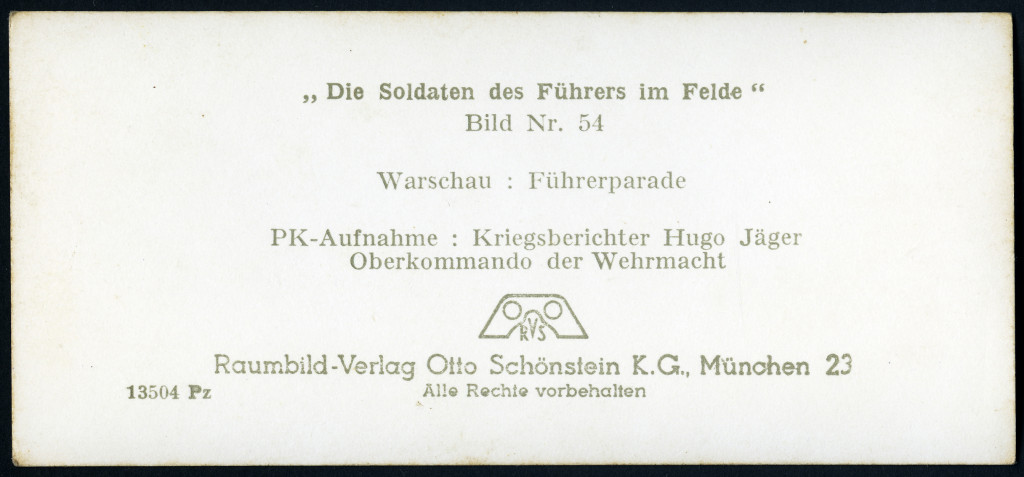 „ Die Soldaten des Führers im Felde “
Bild Nr. 54
Warschau : Führerparade
PK-Aufnahme : Kriegsberichter Hugo Jäger
Oberkommando der Wehrmacht
RVS
Raumbild-Verlag Otto Schönstein K.G., München 23
13504 Pz
Alle Rechte vorbehalten